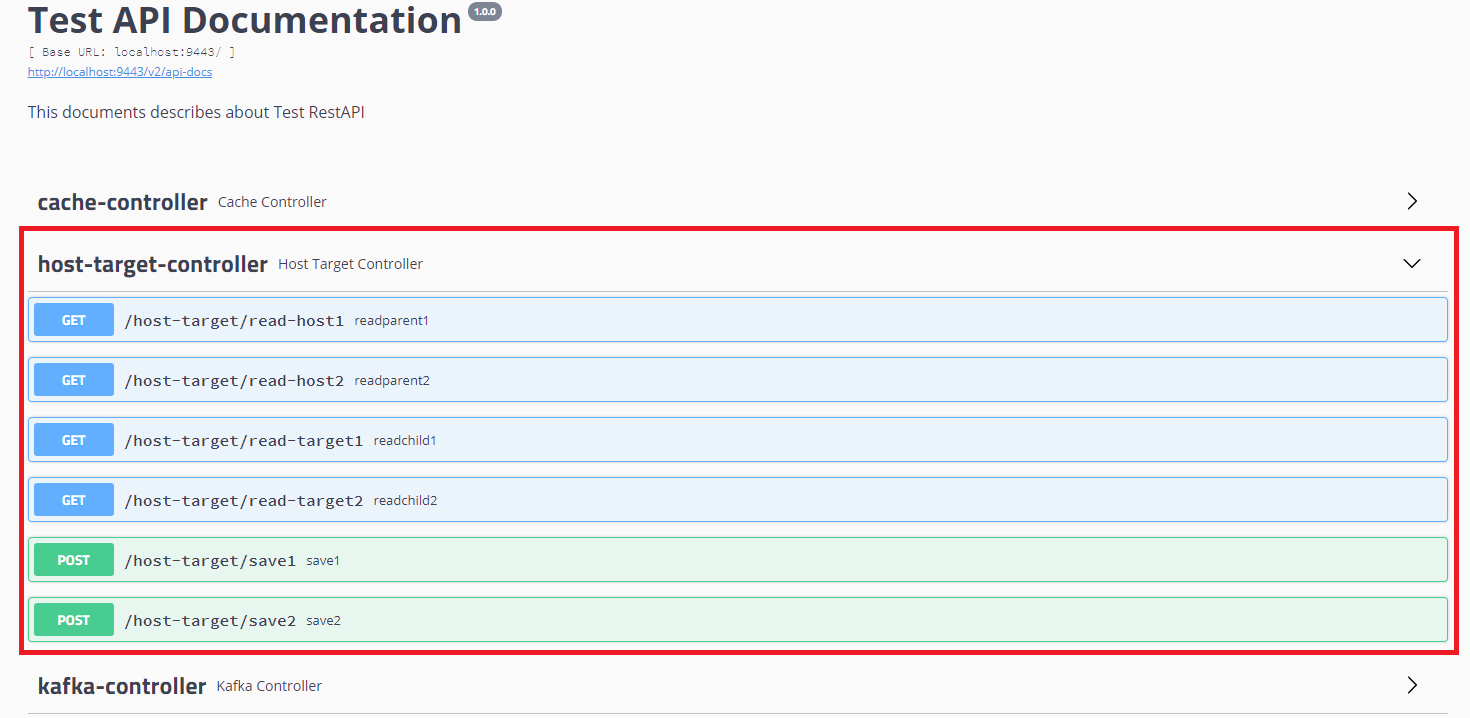 Test API Documentation 1.0.0
[ Base URL: localhost:9443/ ]
http://localhost:9443/v2/api-docs
This documents describes about Test RestAPI
cache-controller Cache Controller
host-target-controller Host Target Controller
GET /host-target/read-host1 readparent1
GET /host-target/read-host2 readparent2
GET /host-target/read-target1 readchild1
GET /host-target/read-target2 readchild2
POST /host-target/save1 save1
POST /host-target/save2 save2
kafka-controller Kafka Controller